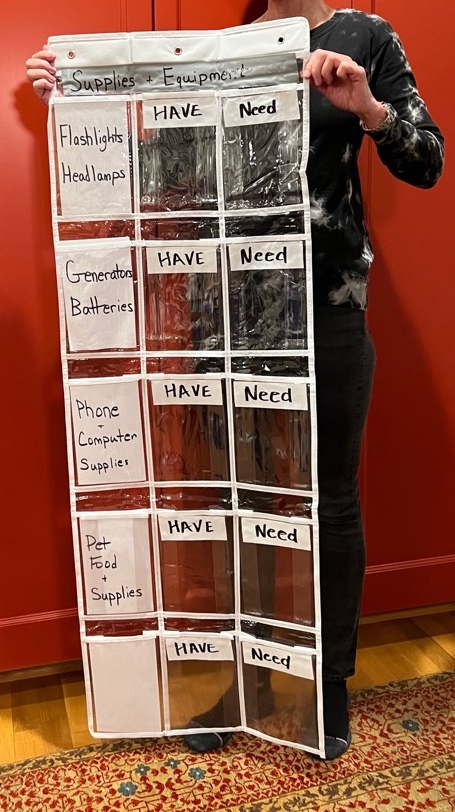 Supplies + Equipment
Flashlights
Headlamps
HAVE
Need
Generators
Batteries
HAVE
Need
Phone
+
Computer
Supplies
HAVE
Need
Pet
Food
+
Supplies
HAVE
Need
HAVE
Need